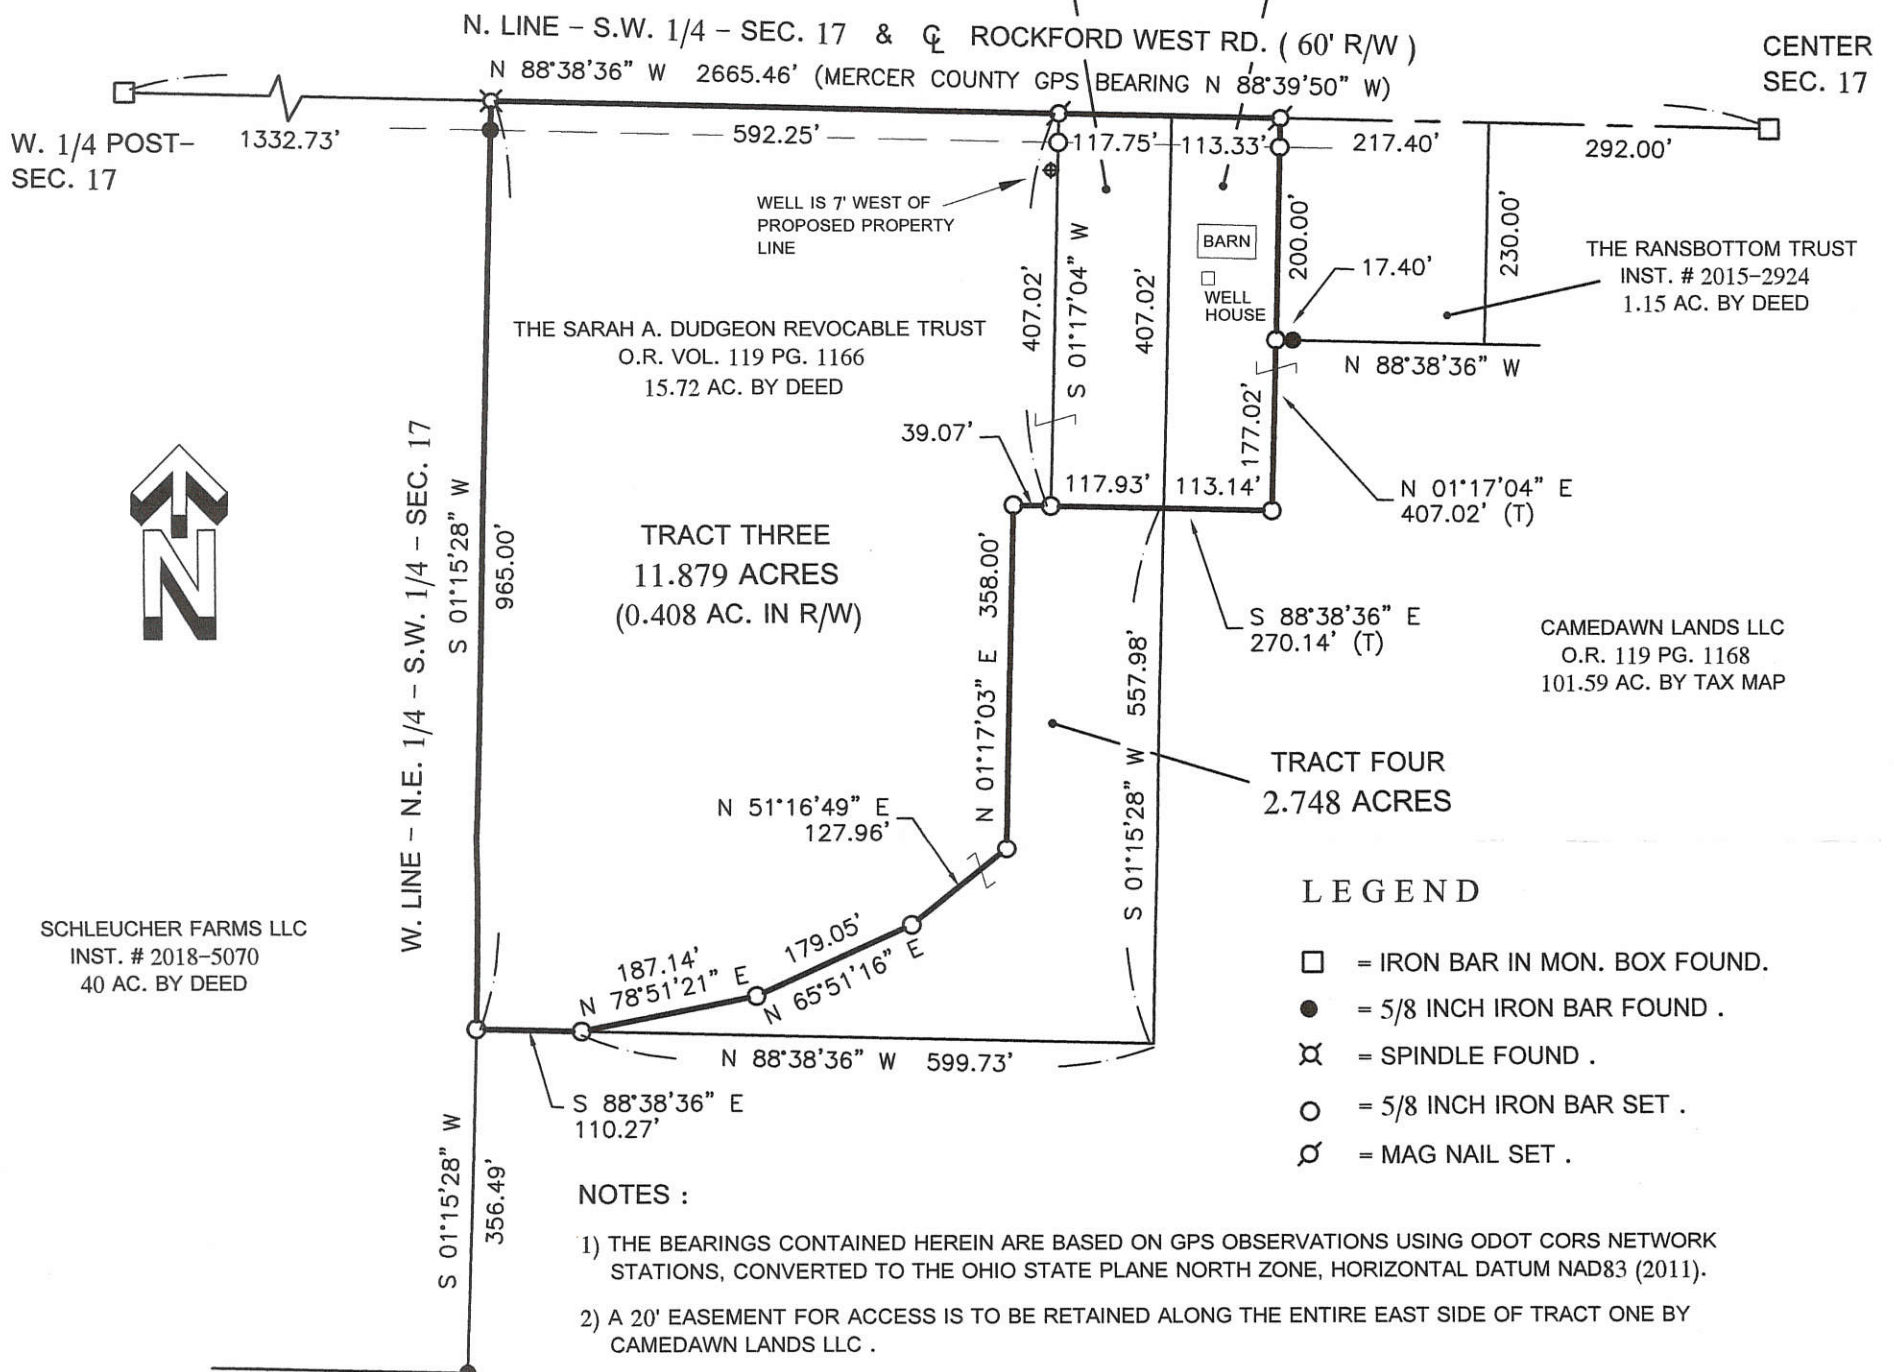 N. LINE – S.W. 1/4 – SEC. 17 & ℄ ROCKFORD WEST RD. ( 60' R/W )
CENTER
SEC. 17
N 88°38'36" W 2665.46' (MERCER COUNTY GPS BEARING N 88°39'50" W)
W. 1/4 POST–
SEC. 17
1332.73'
592.25'
117.75'
113.33'
217.40'
292.00'
WELL IS 7' WEST OF
PROPOSED PROPERTY
LINE
407.02'
S 01°17'04" W
407.02'
BARN
WELL
HOUSE
200.00'
17.40'
230.00'
THE RANSBOTTOM TRUST
INST. # 2015–2924
1.15 AC. BY DEED
N 88°38'36" W
THE SARAH A. DUDGEON REVOCABLE TRUST
O.R. VOL. 119 PG. 1166
15.72 AC. BY DEED
39.07'
177.02'
117.93'
113.14'
N 01°17'04" E
407.02' (T)
N
W. LINE – N.E. 1/4 – S.W. 1/4 – SEC. 17
S 01°15'28" W
965.00'
TRACT THREE
11.879 ACRES
(0.408 AC. IN R/W)
N 01°17'03" E 358.00'
S 88°38'36" E
270.14' (T)
S 01°15'28" W 557.98'
CAMEDAWN LANDS LLC
O.R. 119 PG. 1168
101.59 AC. BY TAX MAP
TRACT FOUR
2.748 ACRES
N 51°16'49" E
127.96'
SCHLEUCHER FARMS LLC
INST. # 2018–5070
40 AC. BY DEED
187.14'
N 78°51'21" E
179.05'
N 65°51'16" E
N 88°38'36" W 599.73'
S 88°38'36" E
110.27'
S 01°15'28" W
356.49'
LEGEND
= IRON BAR IN MON. BOX FOUND.
= 5/8 INCH IRON BAR FOUND .
= SPINDLE FOUND .
= 5/8 INCH IRON BAR SET .
= MAG NAIL SET .
NOTES :
1) THE BEARINGS CONTAINED HEREIN ARE BASED ON GPS OBSERVATIONS USING ODOT CORS NETWORK
STATIONS, CONVERTED TO THE OHIO STATE PLANE NORTH ZONE, HORIZONTAL DATUM NAD83 (2011).
2) A 20' EASEMENT FOR ACCESS IS TO BE RETAINED ALONG THE ENTIRE EAST SIDE OF TRACT ONE BY
CAMEDAWN LANDS LLC .